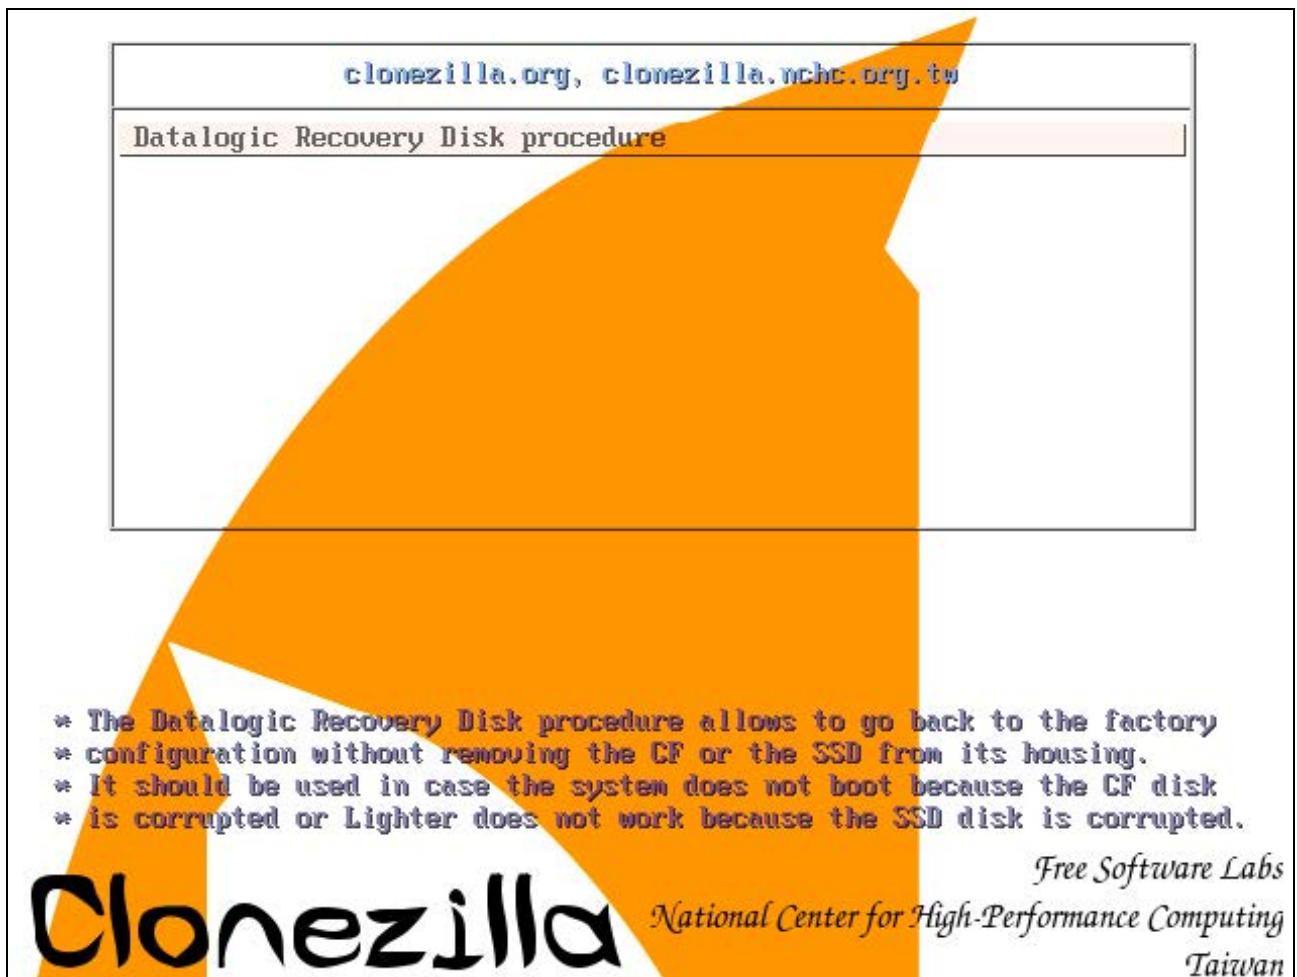 clonezilla.org, clonezilla.nchc.org.tw
Datalogic Recovery Disk procedure
* The Datalogic Recovery Disk procedure allows to go back to the factory
* configuration without removing the CF or the SSD from its housing.
* It should be used in case the system does not boot because the CF disk
* is corrupted or Lighter does not work because the SSD disk is corrupted.
Free Software Labs
Clonezilla National Center for High-Performance Computing
Taiwan